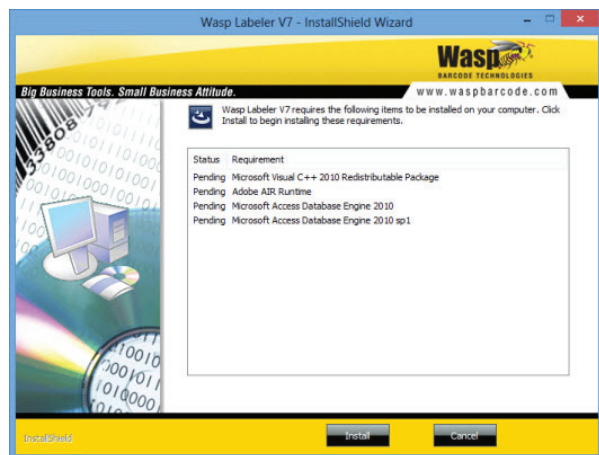 Wasp Labeler V7 - InstallShield Wizard
Wasp
BARCODE TECHNOLOGIES
Big Business Tools. Small Business Attitude.
www.waspbarcode.com
Wasp Labeler V7 requires the following items to be installed on your computer. Click
Install to begin installing these requirements.
Status Requirement
Pending Microsoft Visual C++ 2010 Redistributable Package
Pending Adobe AIR Runtime
Pending Microsoft Access Database Engine 2010
Pending Microsoft Access Database Engine 2010 sp1
InstallShield
Install
Cancel